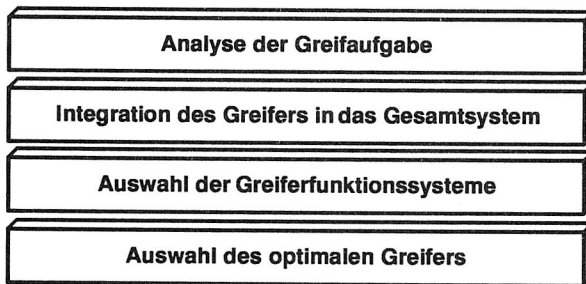 Analyse der Greifaufgabe
Integration des Greifers in das Gesamtsystem
Auswahl der Greiferfunktionssysteme
Auswahl des optimalen Greifers